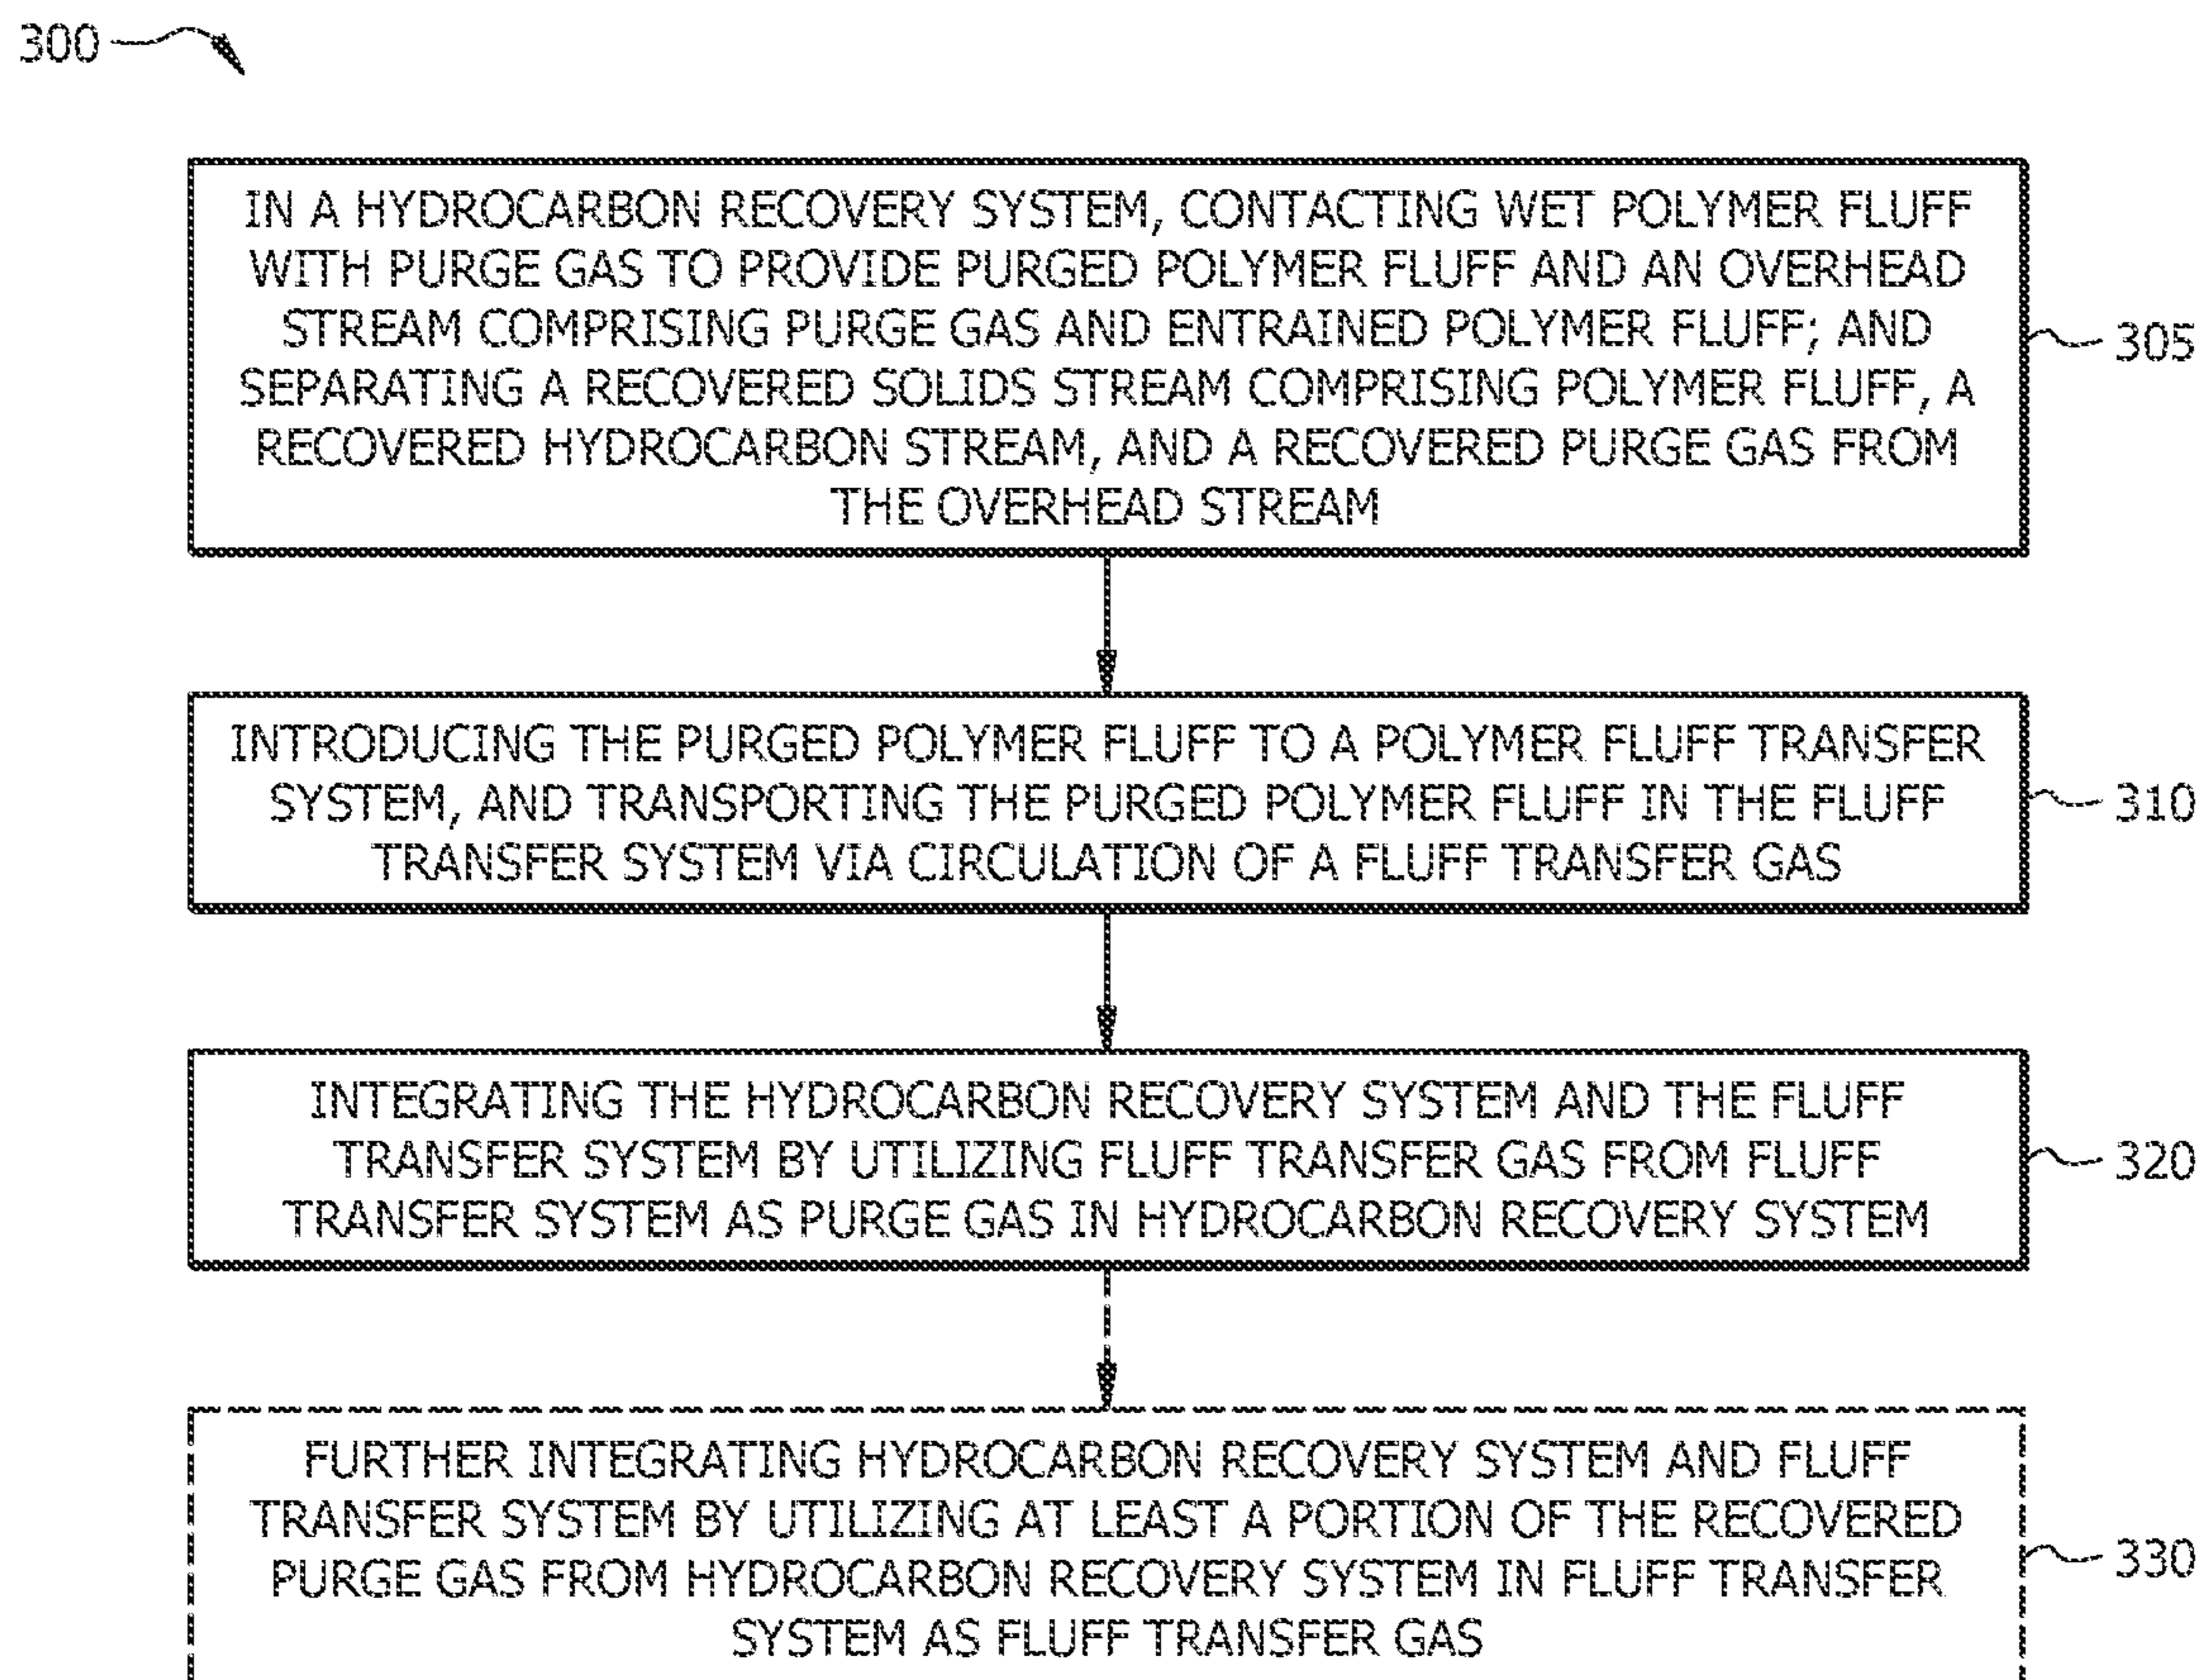 300
IN A HYDROCARBON RECOVERY SYSTEM, CONTACTING WET POLYMER FLUFF
WITH PURGE GAS TO PROVIDE PURGED POLYMER FLUFF AND AN OVERHEAD
STREAM COMPRISING PURGE GAS AND ENTRAINED POLYMER FLUFF; AND
SEPARATING A RECOVERED SOLIDS STREAM COMPRISING POLYMER FLUFF, A
RECOVERED HYDROCARBON STREAM, AND A RECOVERED PURGE GAS FROM
THE OVERHEAD STREAM
305
INTRODUCING THE PURGED POLYMER FLUFF TO A POLYMER FLUFF TRANSFER
SYSTEM, AND TRANSPORTING THE PURGED POLYMER FLUFF IN THE FLUFF
TRANSFER SYSTEM VIA CIRCULATION OF A FLUFF TRANSFER GAS
310
INTEGRATING THE HYDROCARBON RECOVERY SYSTEM AND THE FLUFF
TRANSFER SYSTEM BY UTILIZING FLUFF TRANSFER GAS FROM FLUFF
TRANSFER SYSTEM AS PURGE GAS IN HYDROCARBON RECOVERY SYSTEM
320
FURTHER INTEGRATING HYDROCARBON RECOVERY SYSTEM AND FLUFF
TRANSFER SYSTEM BY UTILIZING AT LEAST A PORTION OF THE RECOVERED
PURGE GAS FROM HYDROCARBON RECOVERY SYSTEM IN FLUFF TRANSFER
SYSTEM AS FLUFF TRANSFER GAS
330